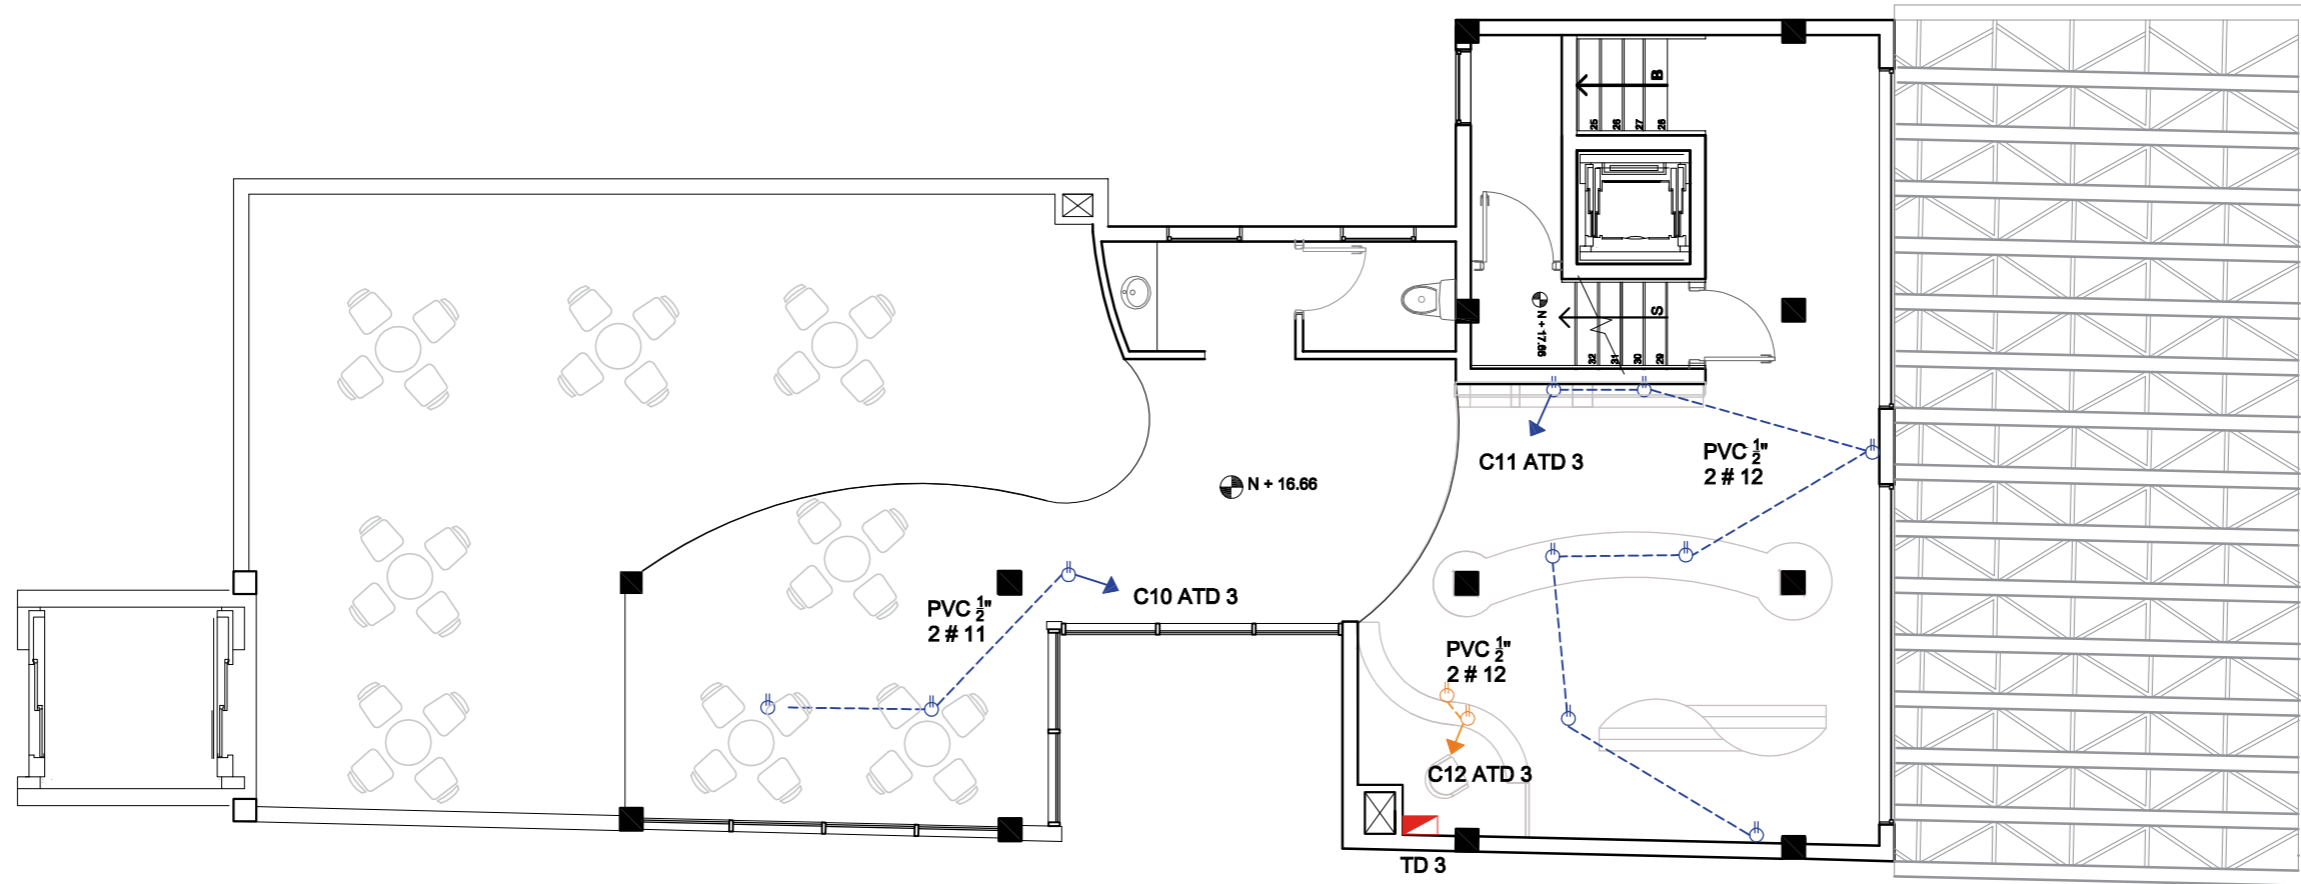 B
25
26
27
28
S
N + 17.66
32
31
30
29
C11 ATD 3
PVC ½"
2 # 12
N + 16.66
C10 ATD 3
PVC ½"
2 # 11
PVC ½"
2 # 12
C12 ATD 3
TD 3